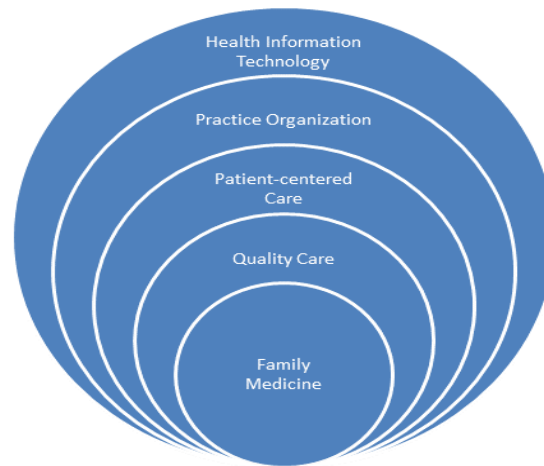 Health Information
Technology
Practice Organization
Patient-centered
Care
Quality Care
Family
Medicine